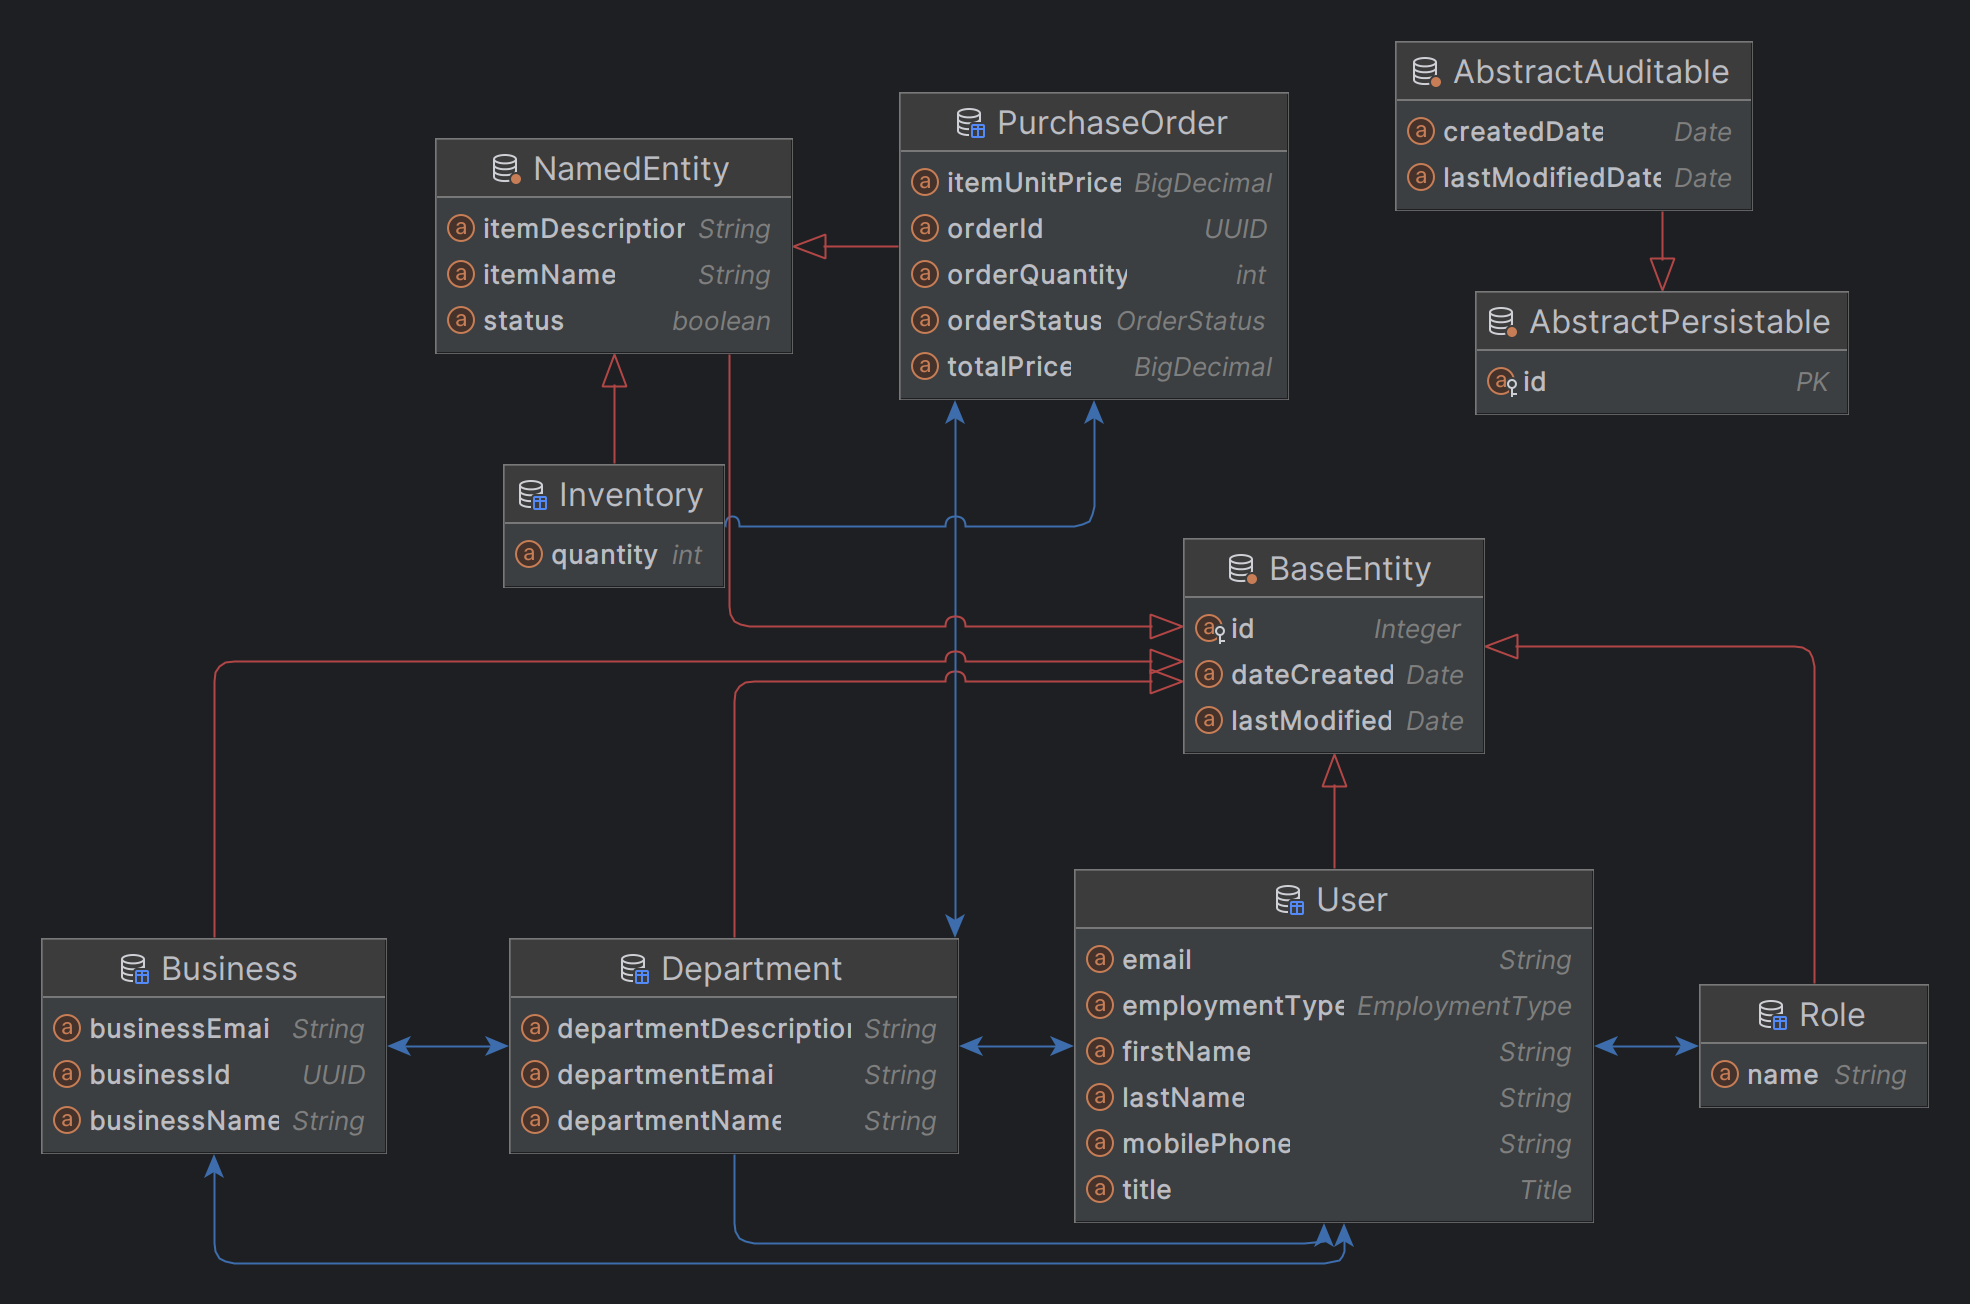 AbstractAuditable
createdDate Date
lastModifiedDate Date
PurchaseOrder
itemUnitPrice BigDecimal
orderId UUID
orderQuantity int
orderStatus OrderStatus
totalPrice BigDecimal
NamedEntity
itemDescription String
itemName String
status boolean
AbstractPersistable
id PK
Inventory
quantity int
BaseEntity
id Integer
dateCreated Date
lastModified Date
User
email String
employmentType EmploymentType
firstName String
lastName String
mobilePhone String
title Title
Business
businessEmai String
businessId UUID
businessName String
Department
departmentDescription String
departmentEmai String
departmentName String
Role
name String